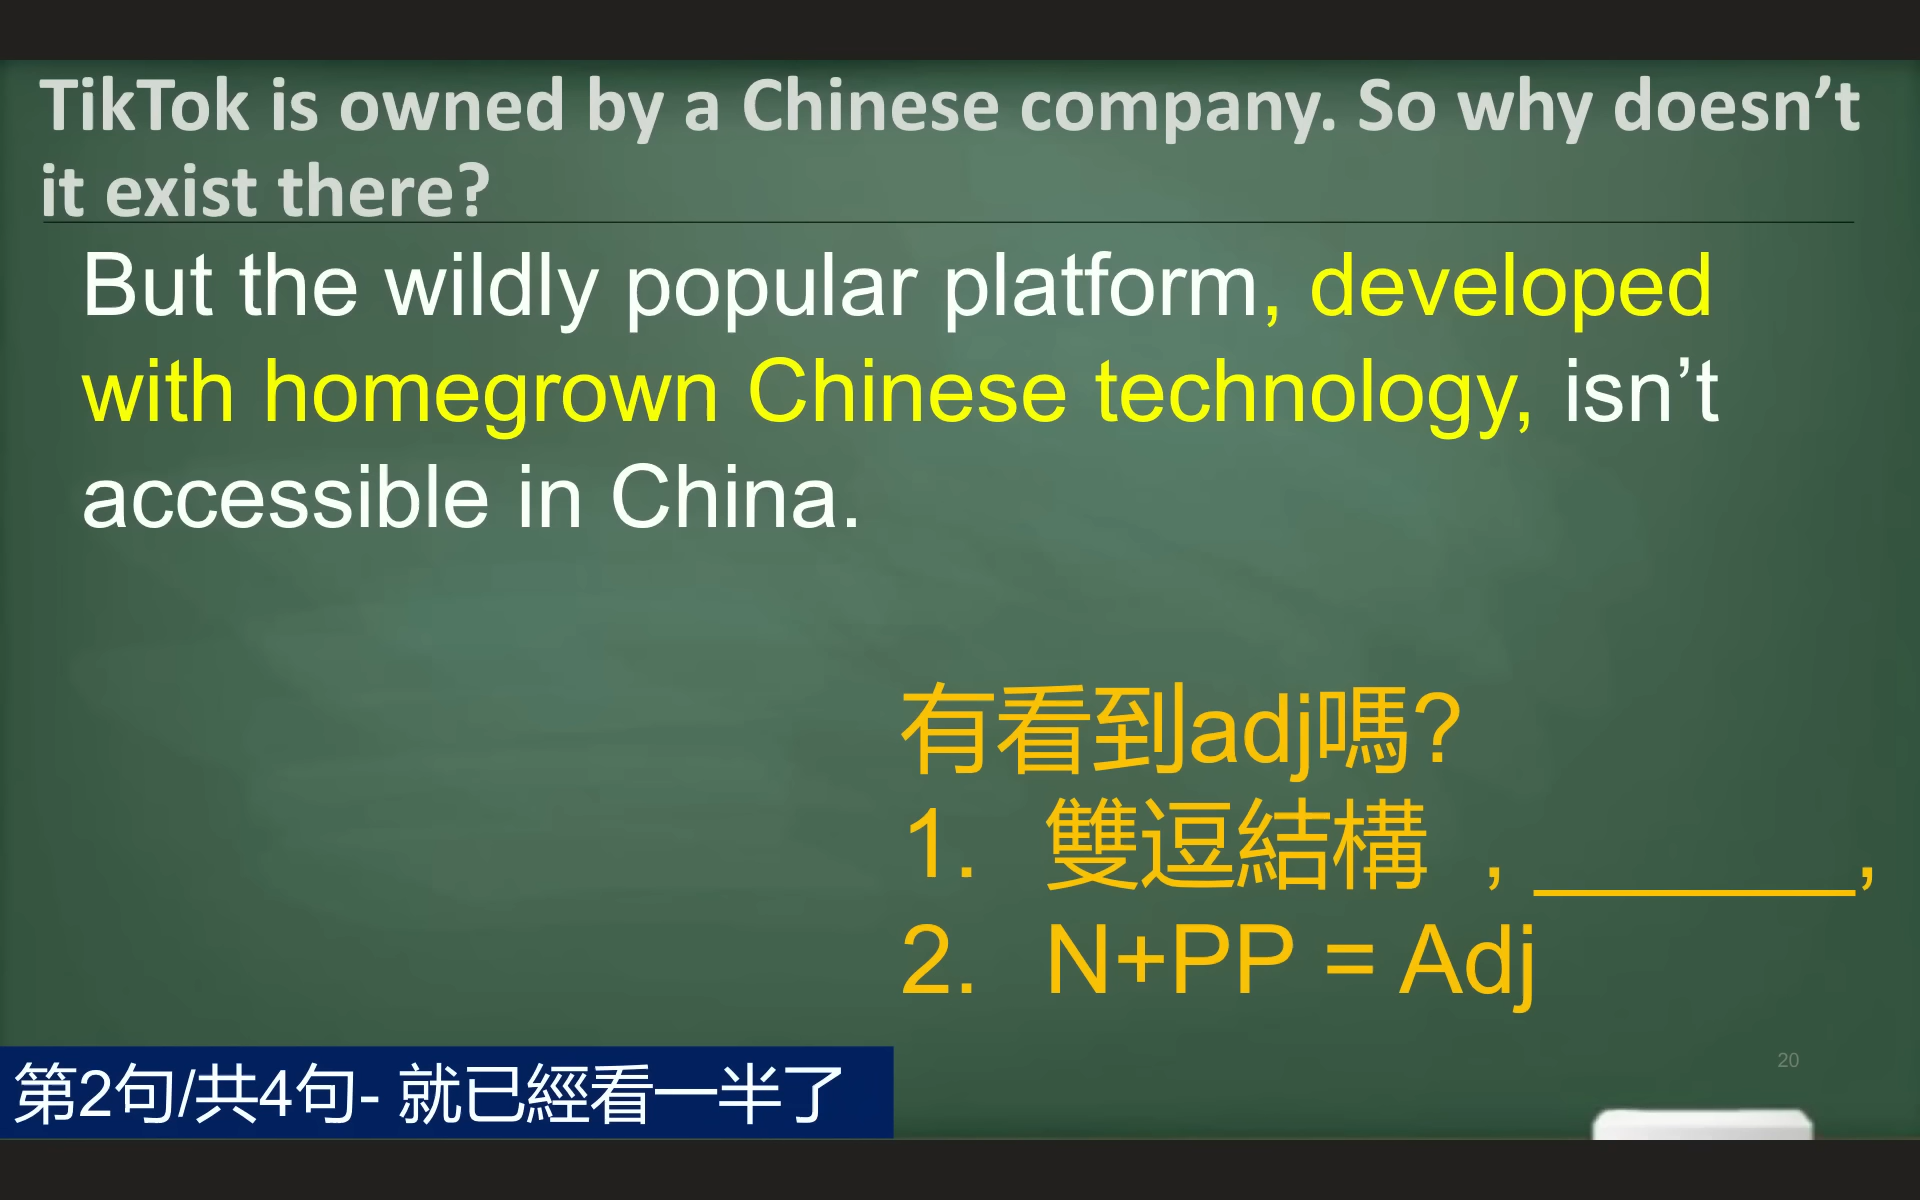 TikTok is owned by a Chinese company. So why doesn’t
it exist there?
But the wildly popular platform, developed
with homegrown Chinese technology, isn’t
accessible in China.
有看到adj嗎?
1. 雙逗結構 , ______,
2. N+PP = Adj
20
第2句/共4句- 就已經看一半了